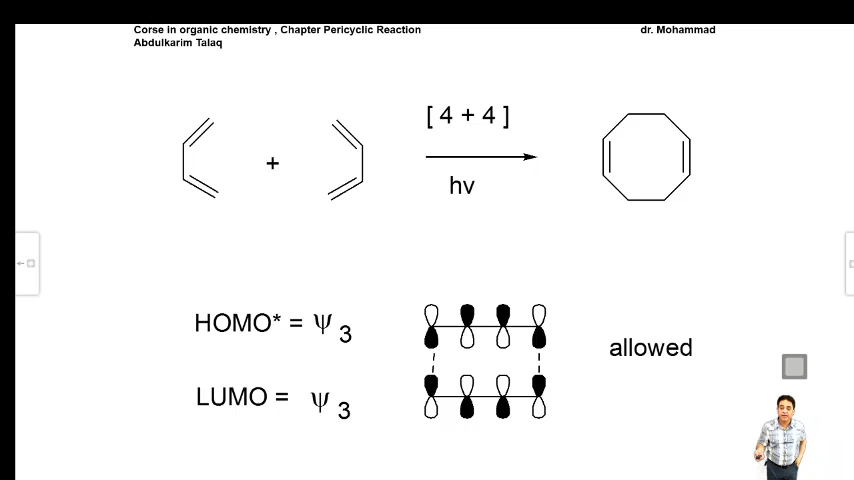 Corse in organic chemistry , Chapter Pericyclic Reaction dr. Mohammad
Abdulkarim Talaq
[ 4 + 4 ]
+
hv
HOMO* = ψ 3
allowed
LUMO = ψ 3